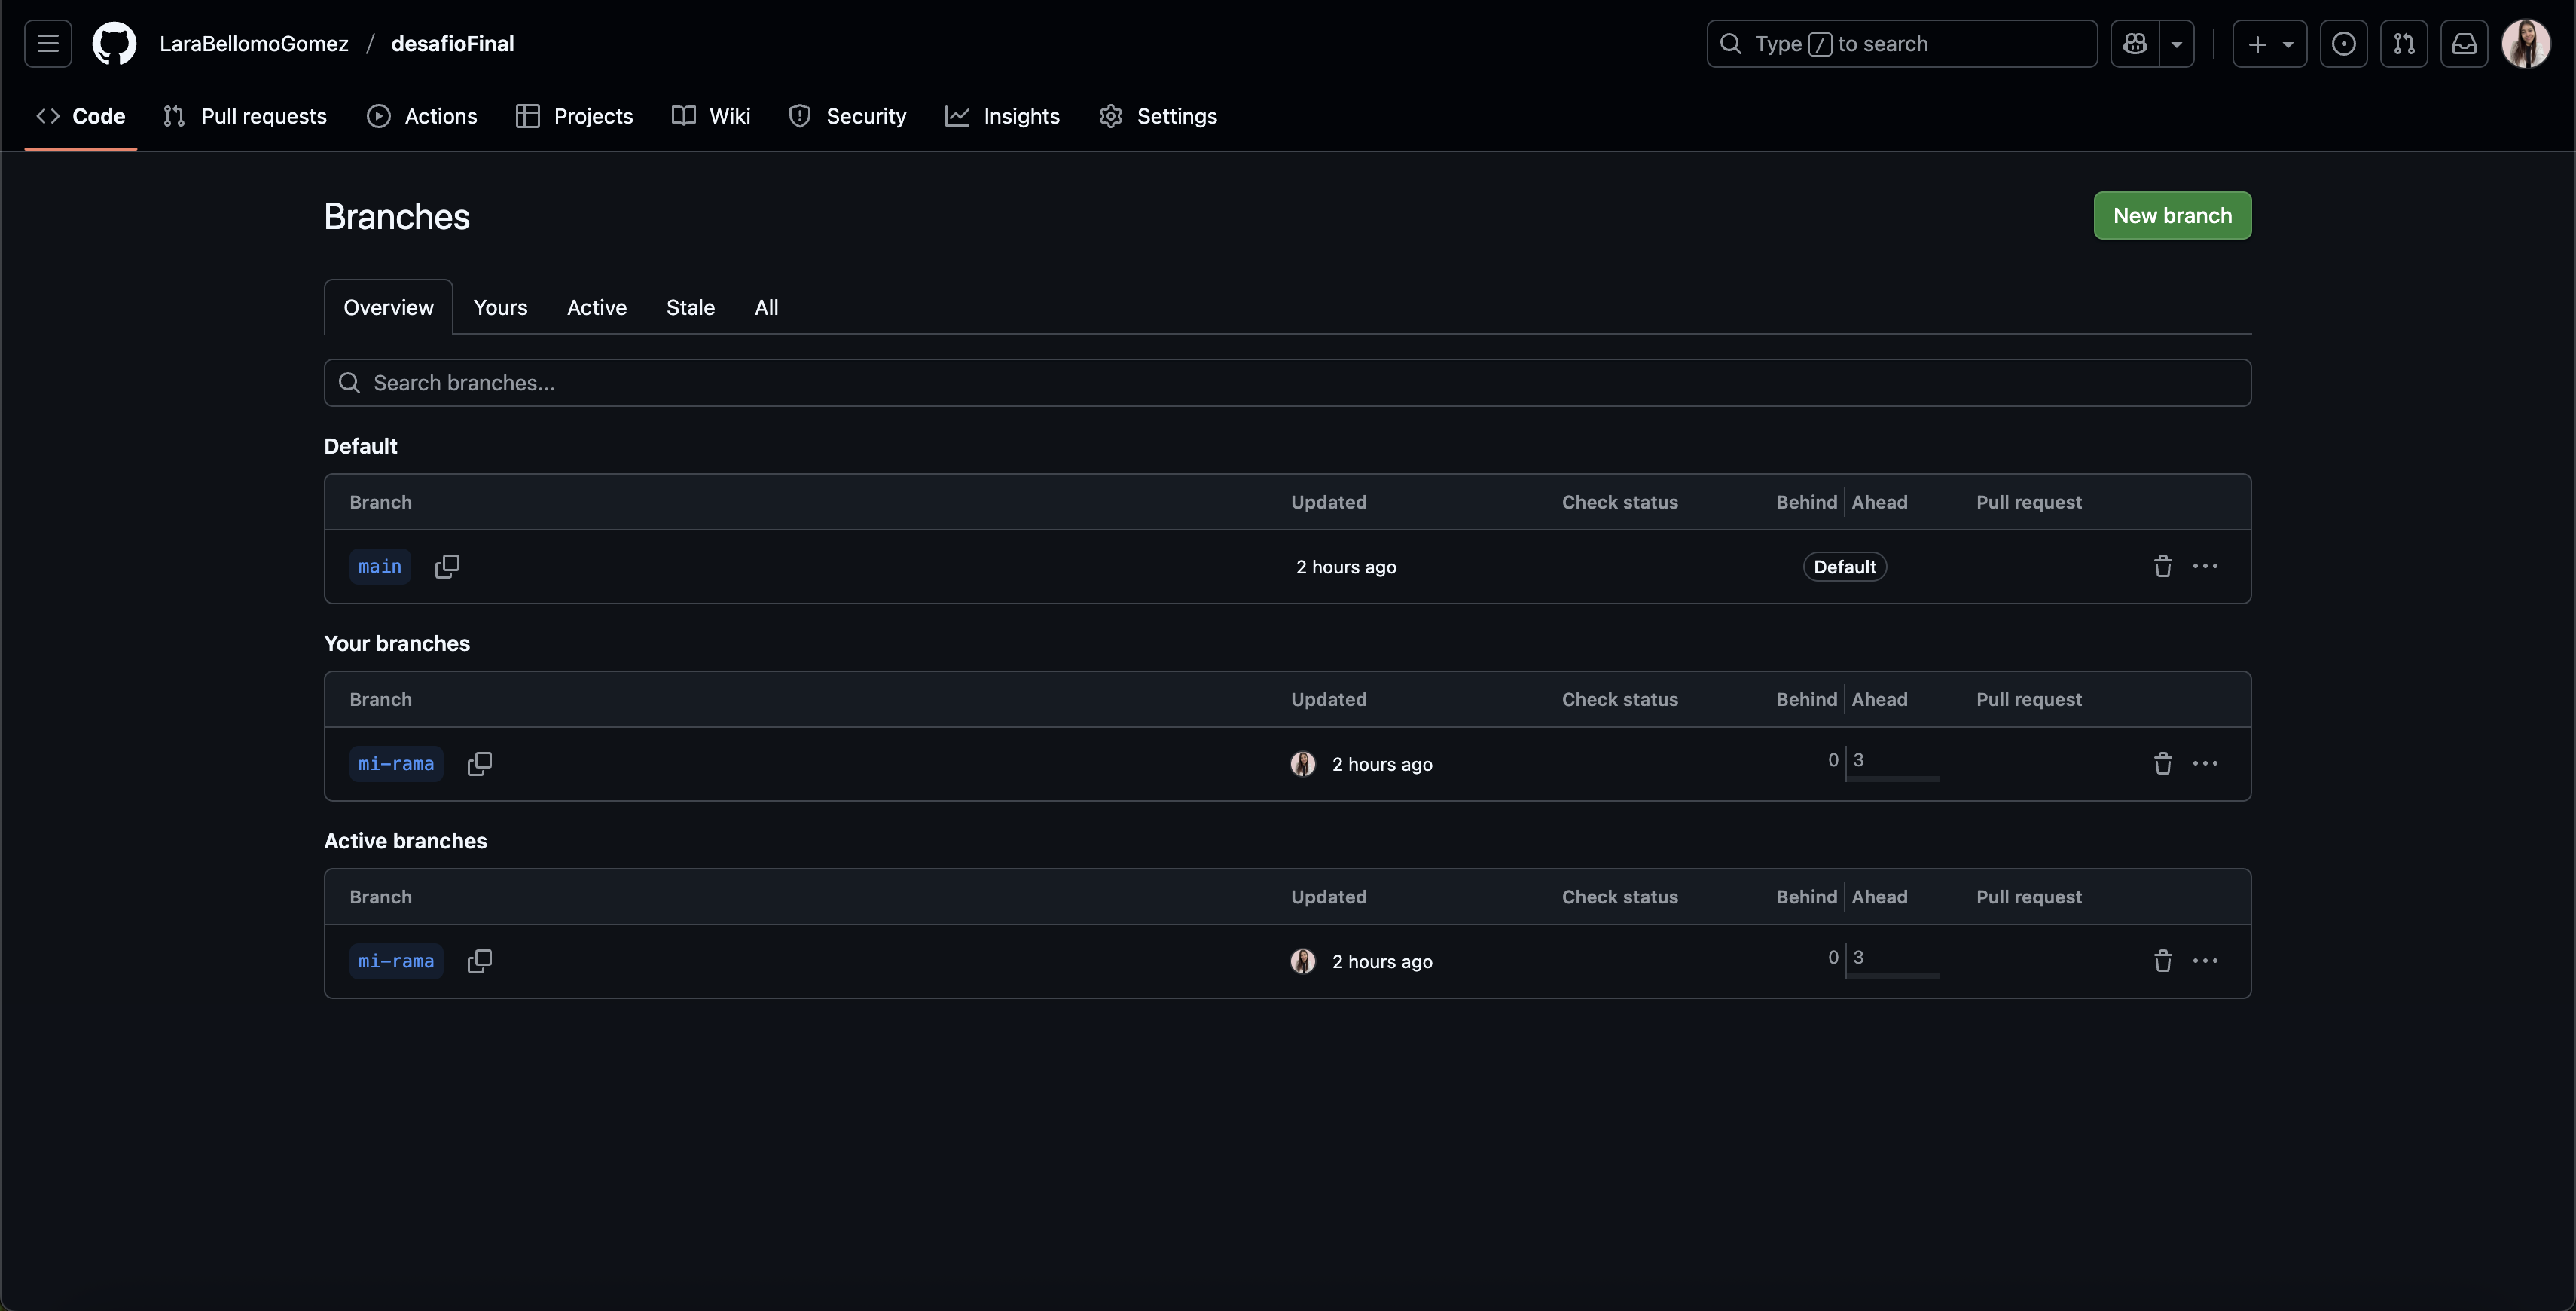 LaraBellomoGomez / desafioFinal
Type / to search
Code Pull requests Actions Projects Wiki Security Insights Settings
Branches
New branch
Overview Yours Active Stale All
Search branches...
Default
Branch Updated Check status Behind Ahead Pull request
main 2 hours ago Default
Your branches
Branch Updated Check status Behind Ahead Pull request
mi-rama 2 hours ago 0 3
Active branches
Branch Updated Check status Behind Ahead Pull request
mi-rama 2 hours ago 0 3